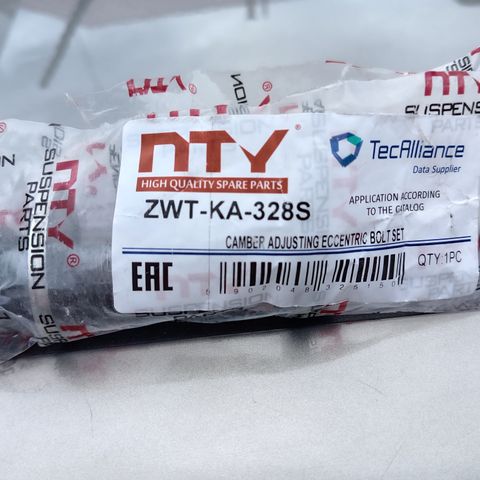 NTY
HIGH QUALITY SPARE PARTS
TecAlliance
Data Supplier
ZWT-KA-328S
APPLICATION ACCORDING
TO THE CATALOG
CAMBER ADJUSTING ECCENTRIC BOLT SET
EAC
QTY:1PC
NTY
SUSPENSION
PARTS
SUSPENSION
PARTS